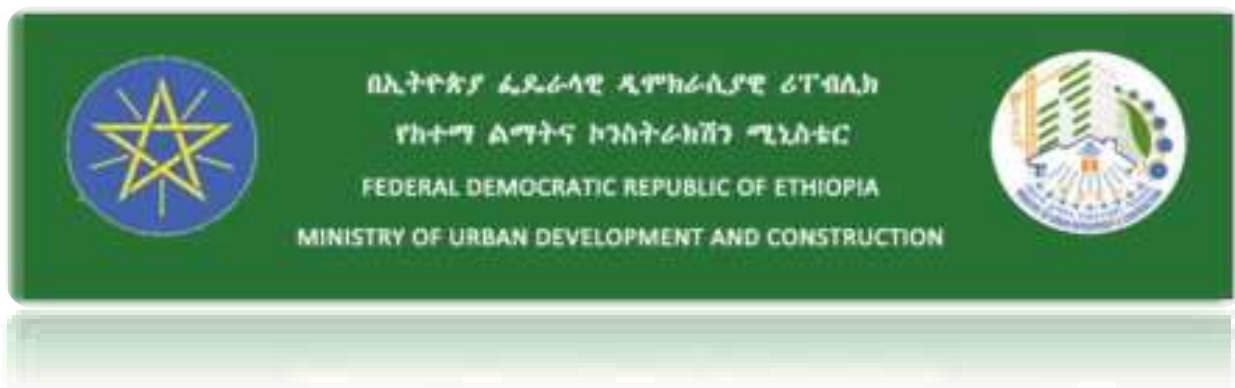 በኢትዮጵያ ፌዴራላዊ ዲሞክራሲያዊ ሪፐብሊክ
የከተማ ልማትና ኮንስትራክሽን ሚኒስቴር
FEDERAL DEMOCRATIC REPUBLIC OF ETHIOPIA
MINISTRY OF URBAN DEVELOPMENT AND CONSTRUCTION